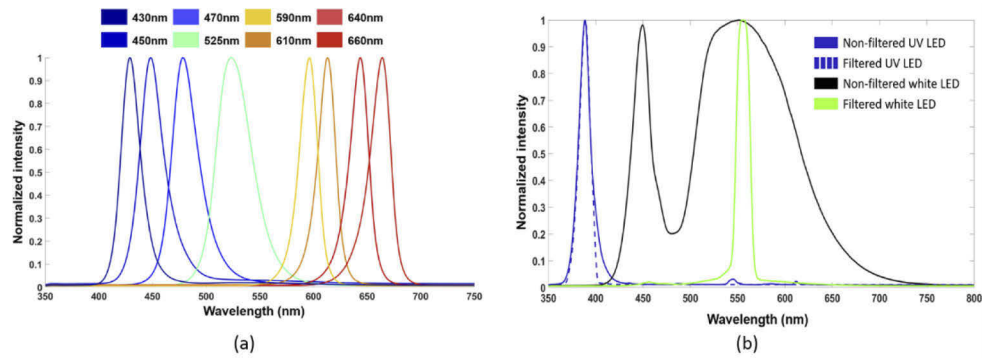 430nm 470nm 590nm 640nm
450nm 525nm 610nm 660nm
Normalized intensity
1
0.9
0.8
0.7
0.6
0.5
0.4
0.3
0.2
0.1
0
350 400 450 500 550 600 650 700 750
Wavelength (nm)
(a)
Non-filtered UV LED
Filtered UV LED
Non-filtered white LED
Filtered white LED
Normalized intensity
1
0.9
0.8
0.7
0.6
0.5
0.4
0.3
0.2
0.1
0
350 400 450 500 550 600 650 700 750 800
Wavelength (nm)
(b)